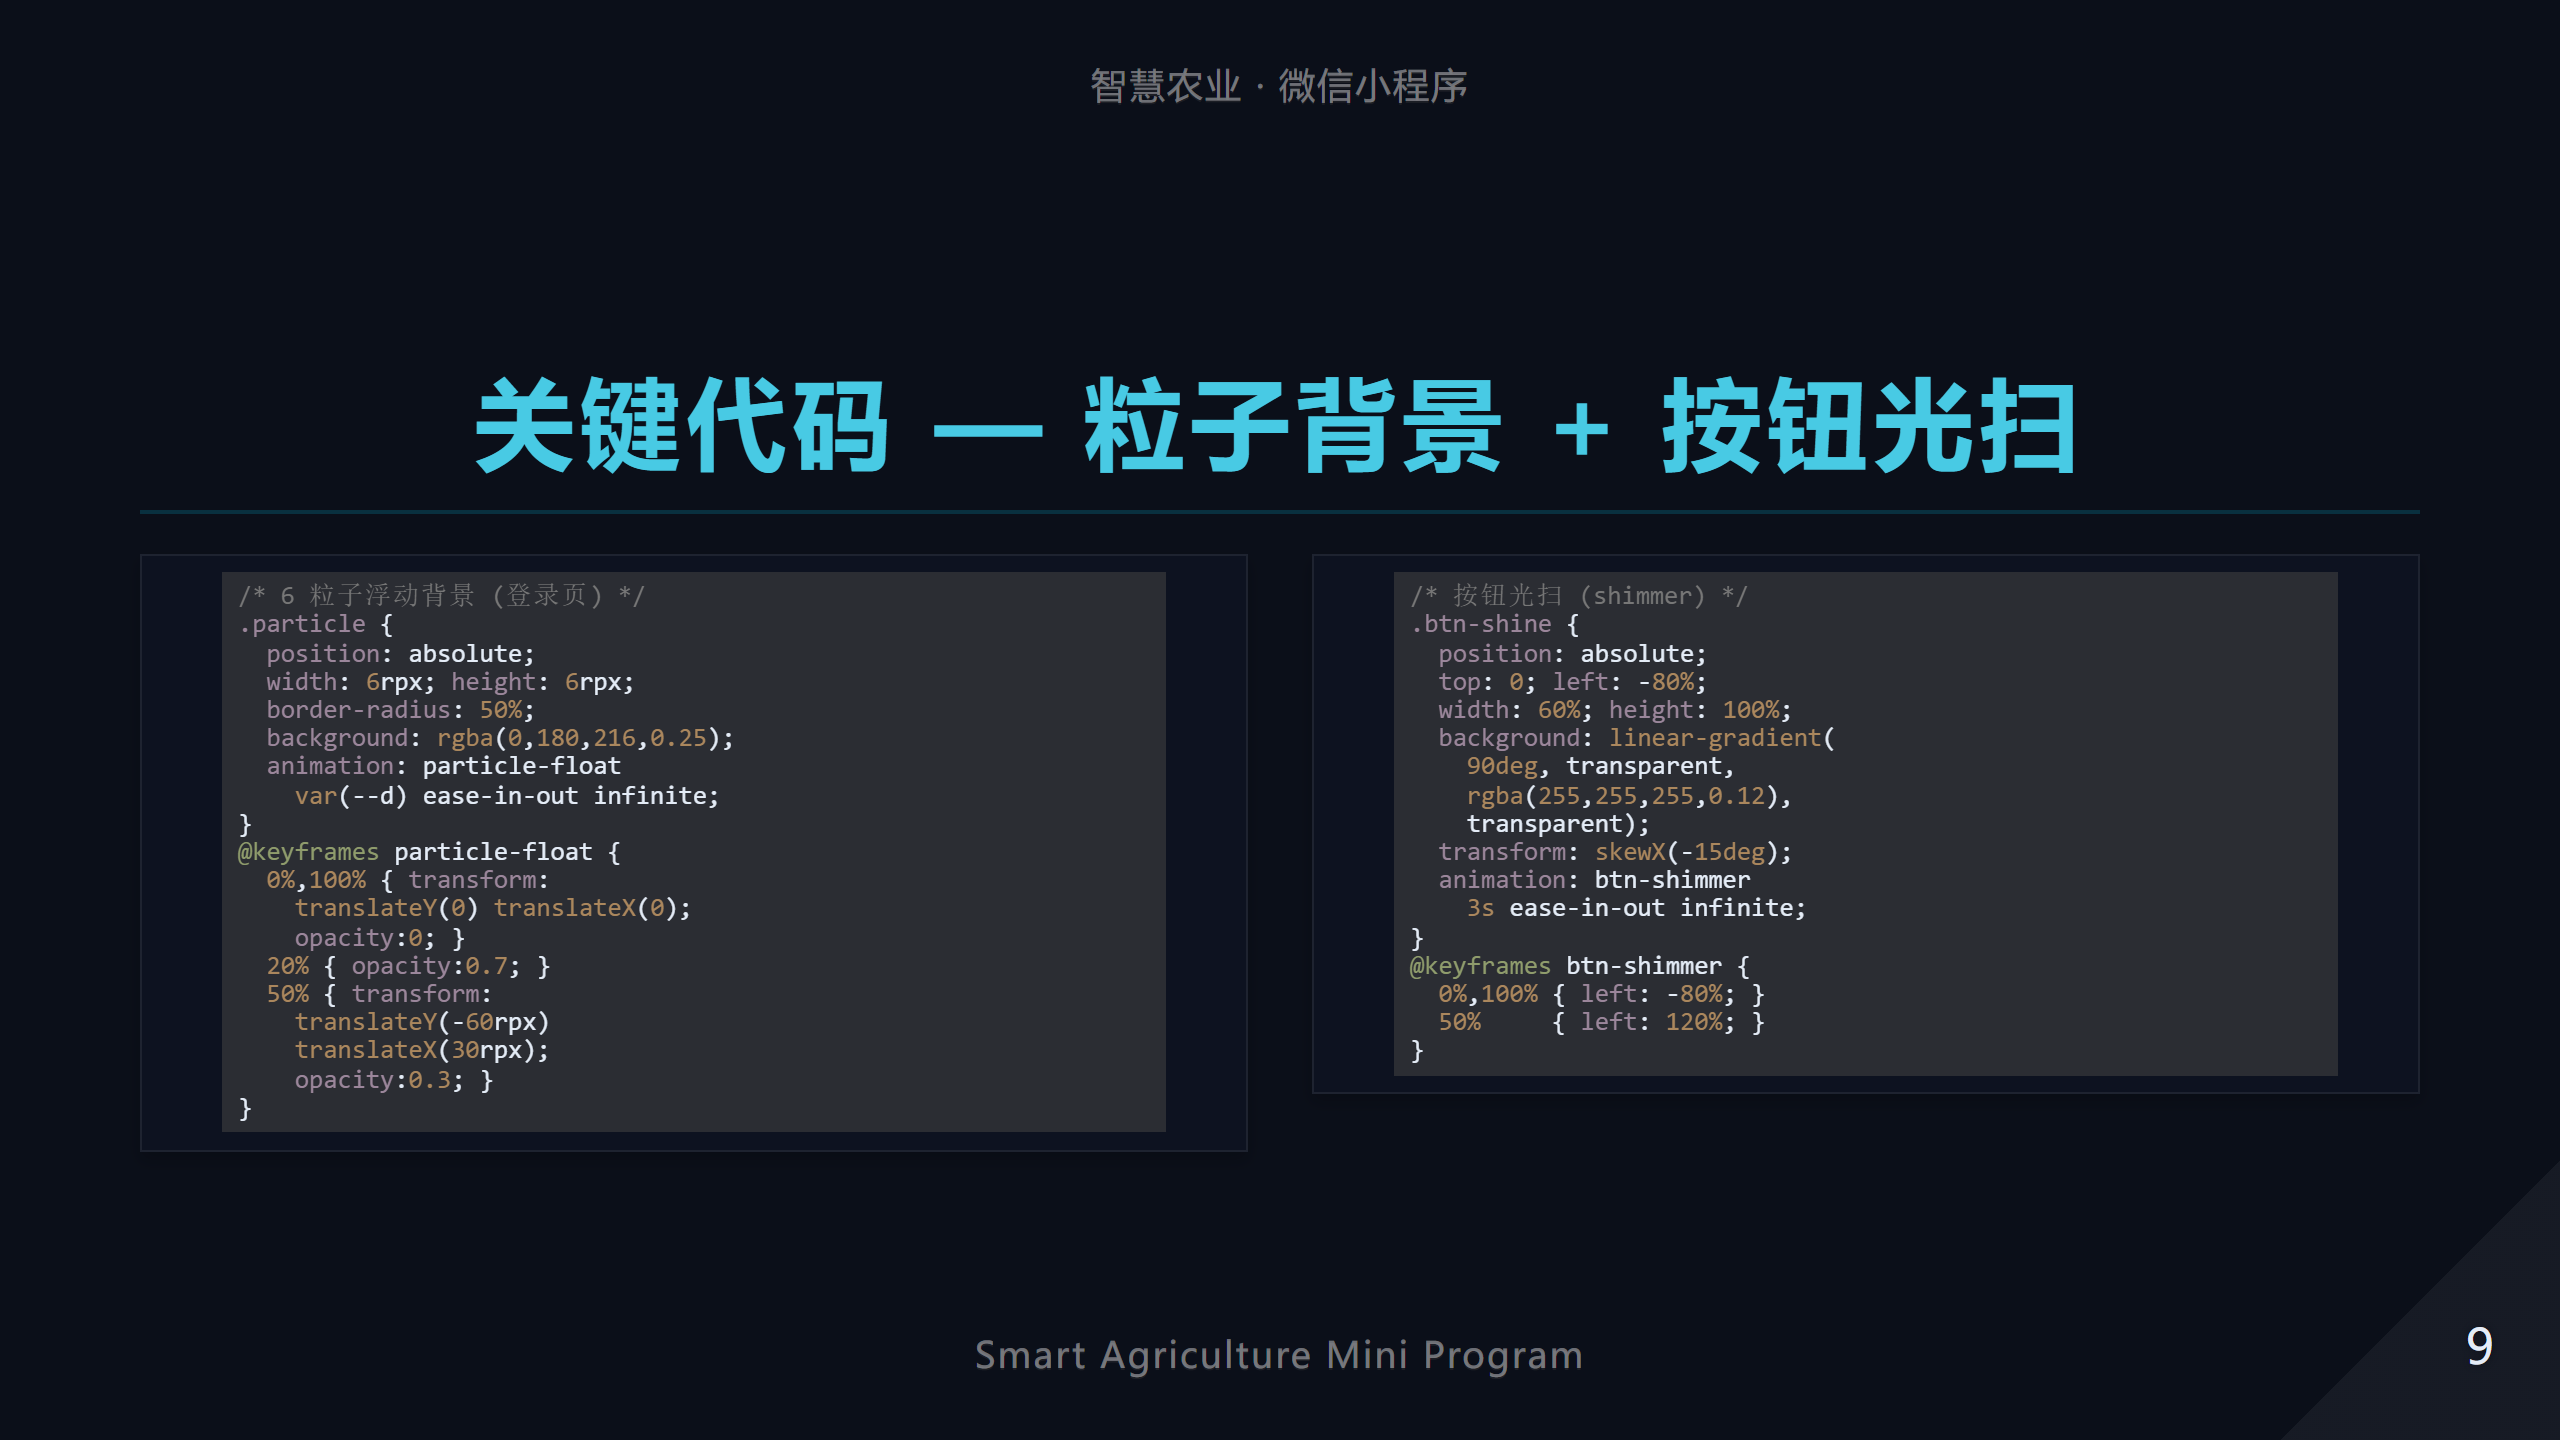 智慧农业 · 微信小程序
关键代码 — 粒子背景 + 按钮光扫
/* 6 粒子浮动背景 (登录页) */
.particle {
  position: absolute;
  width: 6rpx; height: 6rpx;
  border-radius: 50%;
  background: rgba(0,180,216,0.25);
  animation: particle-float
    var(--d) ease-in-out infinite;
}
@keyframes particle-float {
  0%,100% { transform:
    translateY(0) translateX(0);
    opacity:0; }
  20% { opacity:0.7; }
  50% { transform:
    translateY(-60rpx)
    translateX(30rpx);
    opacity:0.3; }
}
/* 按钮光扫 (shimmer) */
.btn-shine {
  position: absolute;
  top: 0; left: -80%;
  width: 60%; height: 100%;
  background: linear-gradient(
    90deg, transparent,
    rgba(255,255,255,0.12),
    transparent);
  transform: skewX(-15deg);
  animation: btn-shimmer
    3s ease-in-out infinite;
}
@keyframes btn-shimmer {
  0%,100% { left: -80%; }
  50%     { left: 120%; }
}
Smart Agriculture Mini Program
9